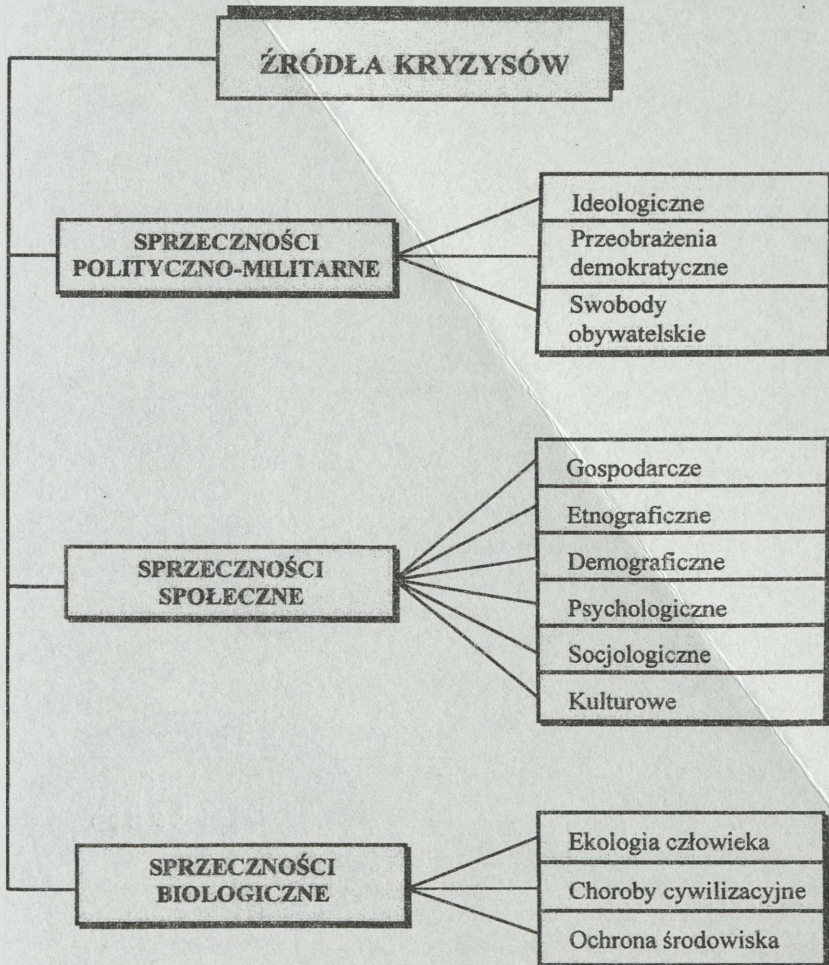 ŹRÓDŁA KRYZYSÓW
SPRZECZNOŚCI
POLITYCZNO-MILITARNE
Ideologiczne
Przeobrażenia
demokratyczne
Swobody
obywatelskie
SPRZECZNOŚCI
SPOŁECZNE
Gospodarcze
Etnograficzne
Demograficzne
Psychologiczne
Socjologiczne
Kulturowe
SPRZECZNOŚCI
BIOLOGICZNE
Ekologia człowieka
Choroby cywilizacyjne
Ochrona środowiska